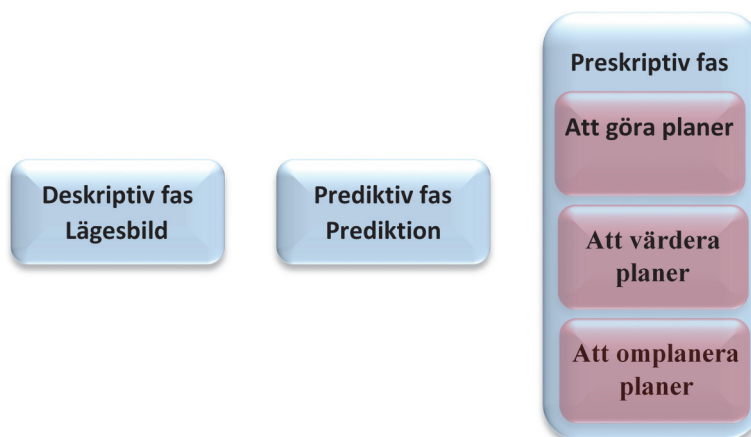 Deskriptiv fas
Lägesbild
Prediktiv fas
Prediktion
Preskriptiv fas
Att göra planer
Att värdera
planer
Att omplanera
planer